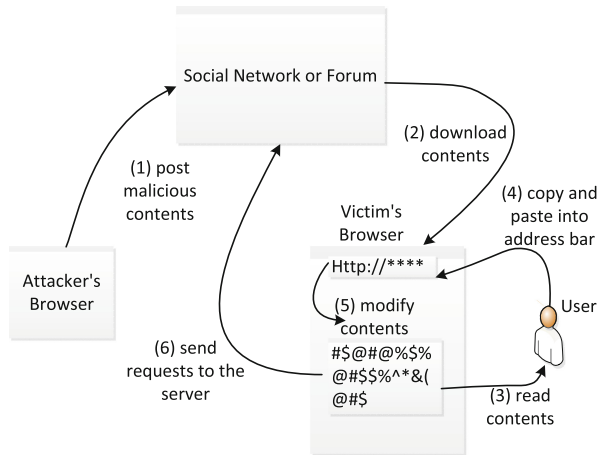 Social Network or Forum
(1) post
malicious
contents
(2) download
contents
(4) copy and
paste into
address bar
Victim's
Browser
Http://****
Attacker's
Browser
(5) modify
contents
User
#$@#@%$%
@#$$%^*&(
@#$
(6) send
requests to the
server
(3) read
contents